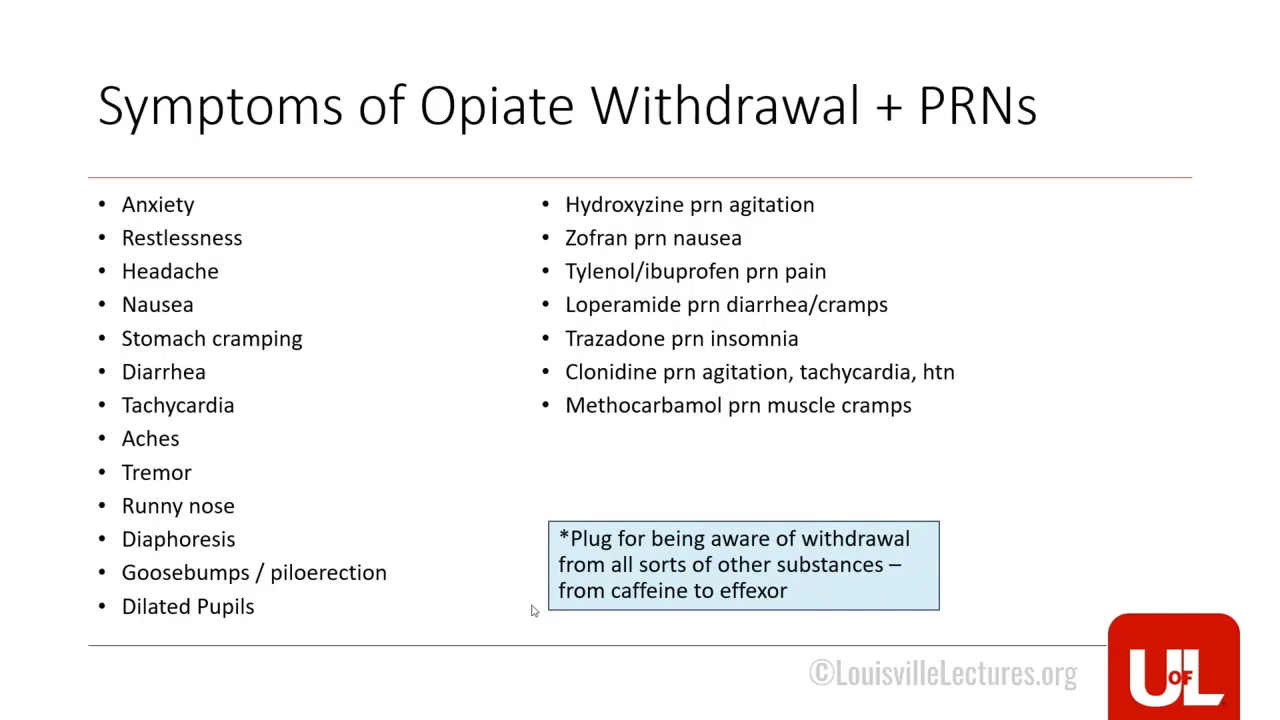 Symptoms of Opiate Withdrawal + PRNs
• Anxiety
• Restlessness
• Headache
• Nausea
• Stomach cramping
• Diarrhea
• Tachycardia
• Aches
• Tremor
• Runny nose
• Diaphoresis
• Goosebumps / piloerection
• Dilated Pupils
• Hydroxyzine prn agitation
• Zofran prn nausea
• Tylenol/ibuprofen prn pain
• Loperamide prn diarrhea/cramps
• Trazadone prn insomnia
• Clonidine prn agitation, tachycardia, htn
• Methocarbamol prn muscle cramps
*Plug for being aware of withdrawal
from all sorts of other substances –
from caffeine to effexor
©LouisvilleLectures.org
U OF L